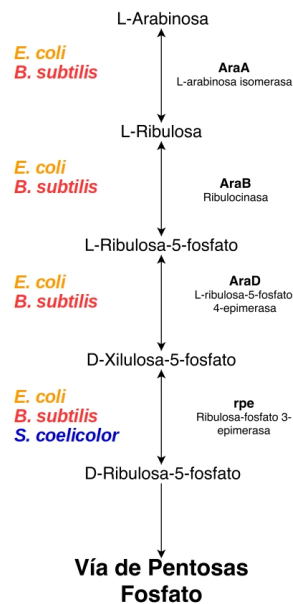 L-Arabinosa
E. coli
B. subtilis
AraA
L-arabinosa isomerasa
L-Ribulosa
E. coli
B. subtilis
AraB
Ribulocinasa
L-Ribulosa-5-fosfato
E. coli
B. subtilis
AraD
L-ribulosa-5-fosfato
4-epimerasa
D-Xilulosa-5-fosfato
E. coli
B. subtilis
S. coelicolor
rpe
Ribulosa-fosfato 3-
epimerasa
D-Ribulosa-5-fosfato
Vía de Pentosas
Fosfato